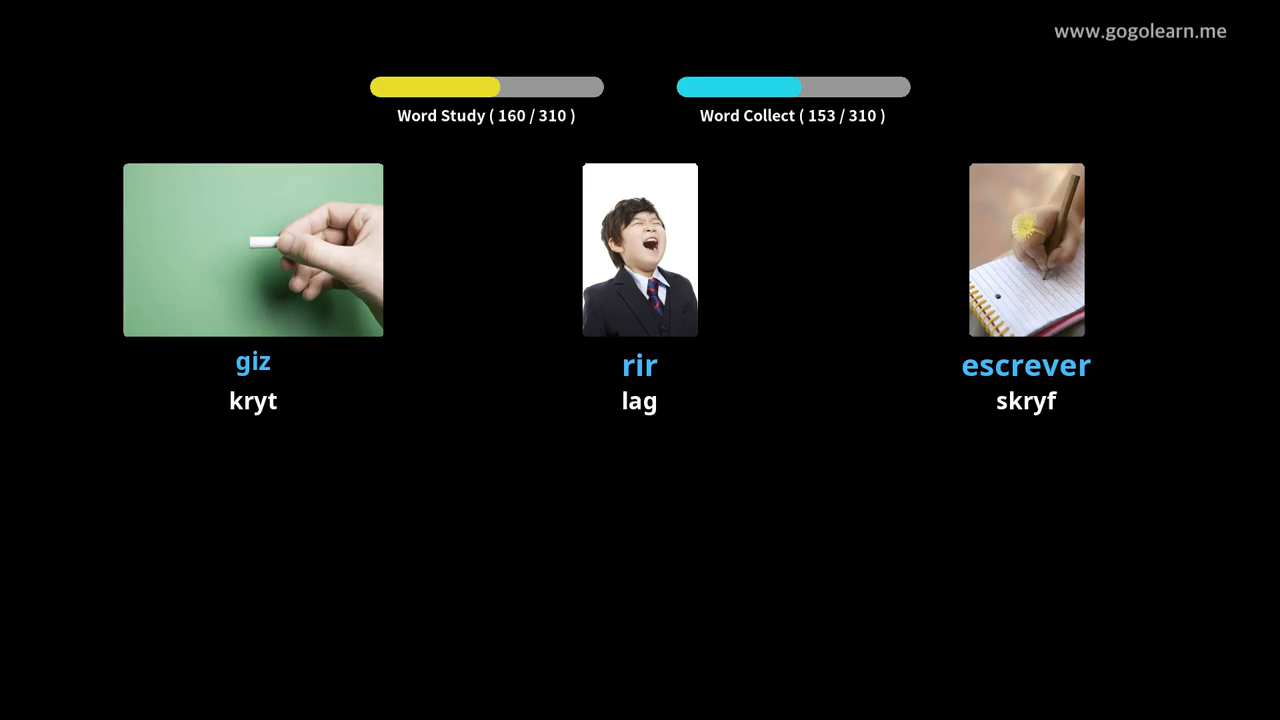 www.gogolearn.me
Word Study ( 160 / 310 )
Word Collect ( 153 / 310 )
giz
kryt
rir
lag
escrever
skryf